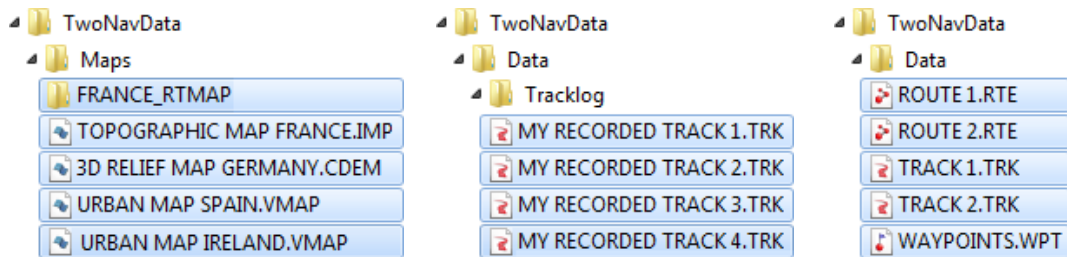 TwoNavData
Maps
FRANCE_RTMAP
TOPOGRAPHIC MAP FRANCE.IMP
3D RELIEF MAP GERMANY.CDEM
URBAN MAP SPAIN.VMAP
URBAN MAP IRELAND.VMAP
TwoNavData
Data
Tracklog
MY RECORDED TRACK 1.TRK
MY RECORDED TRACK 2.TRK
MY RECORDED TRACK 3.TRK
MY RECORDED TRACK 4.TRK
TwoNavData
Data
ROUTE 1.RTE
ROUTE 2.RTE
TRACK 1.TRK
TRACK 2.TRK
WAYPOINTS.WPT